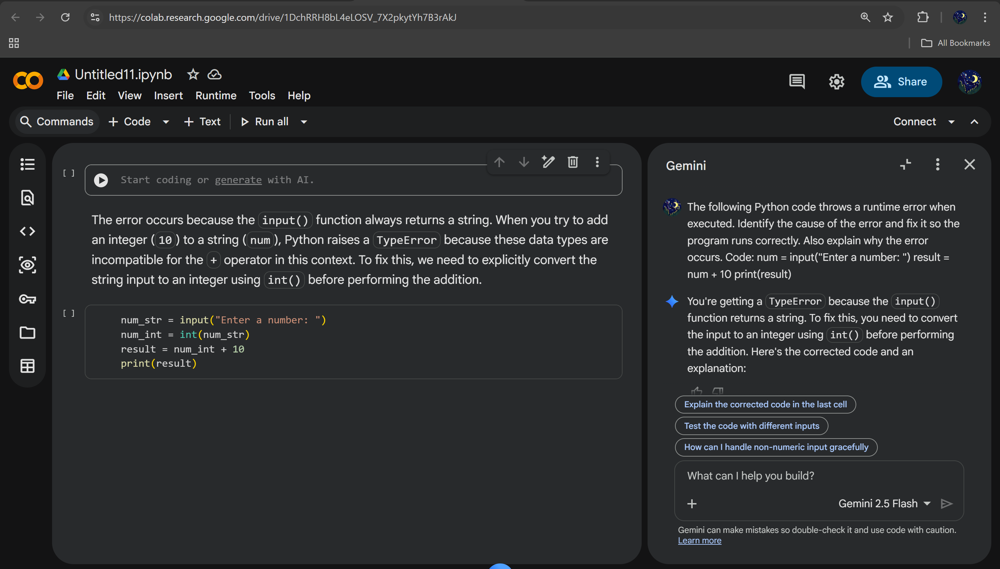 https://colab.research.google.com/drive/1DchRRH8bL4eLOSV_7X2pkytYh7B3rAkJ
All Bookmarks
Untitled11.ipynb
File Edit View Insert Runtime Tools Help
Share
Commands + Code + Text Run all
Connect
[ ]
Start coding or generate with AI.
The error occurs because the input() function always returns a string. When you try to add
an integer (10) to a string (num), Python raises a TypeError because these data types are
incompatible for the + operator in this context. To fix this, we need to explicitly convert the
string input to an integer using int() before performing the addition.
[ ]
num_str = input("Enter a number: ")
num_int = int(num_str)
result = num_int + 10
print(result)
Gemini
The following Python code throws a runtime error when
executed. Identify the cause of the error and fix it so the
program runs correctly. Also explain why the error
occurs. Code: num = input("Enter a number: ") result =
num + 10 print(result)
You're getting a TypeError because the input()
function returns a string. To fix this, you need to convert
the input to an integer using int() before performing
the addition. Here's the corrected code and an
explanation:
Explain the corrected code in the last cell
Test the code with different inputs
How can I handle non-numeric input gracefully
What can I help you build?
+ Gemini 2.5 Flash
Gemini can make mistakes so double-check it and use code with caution.
Learn more